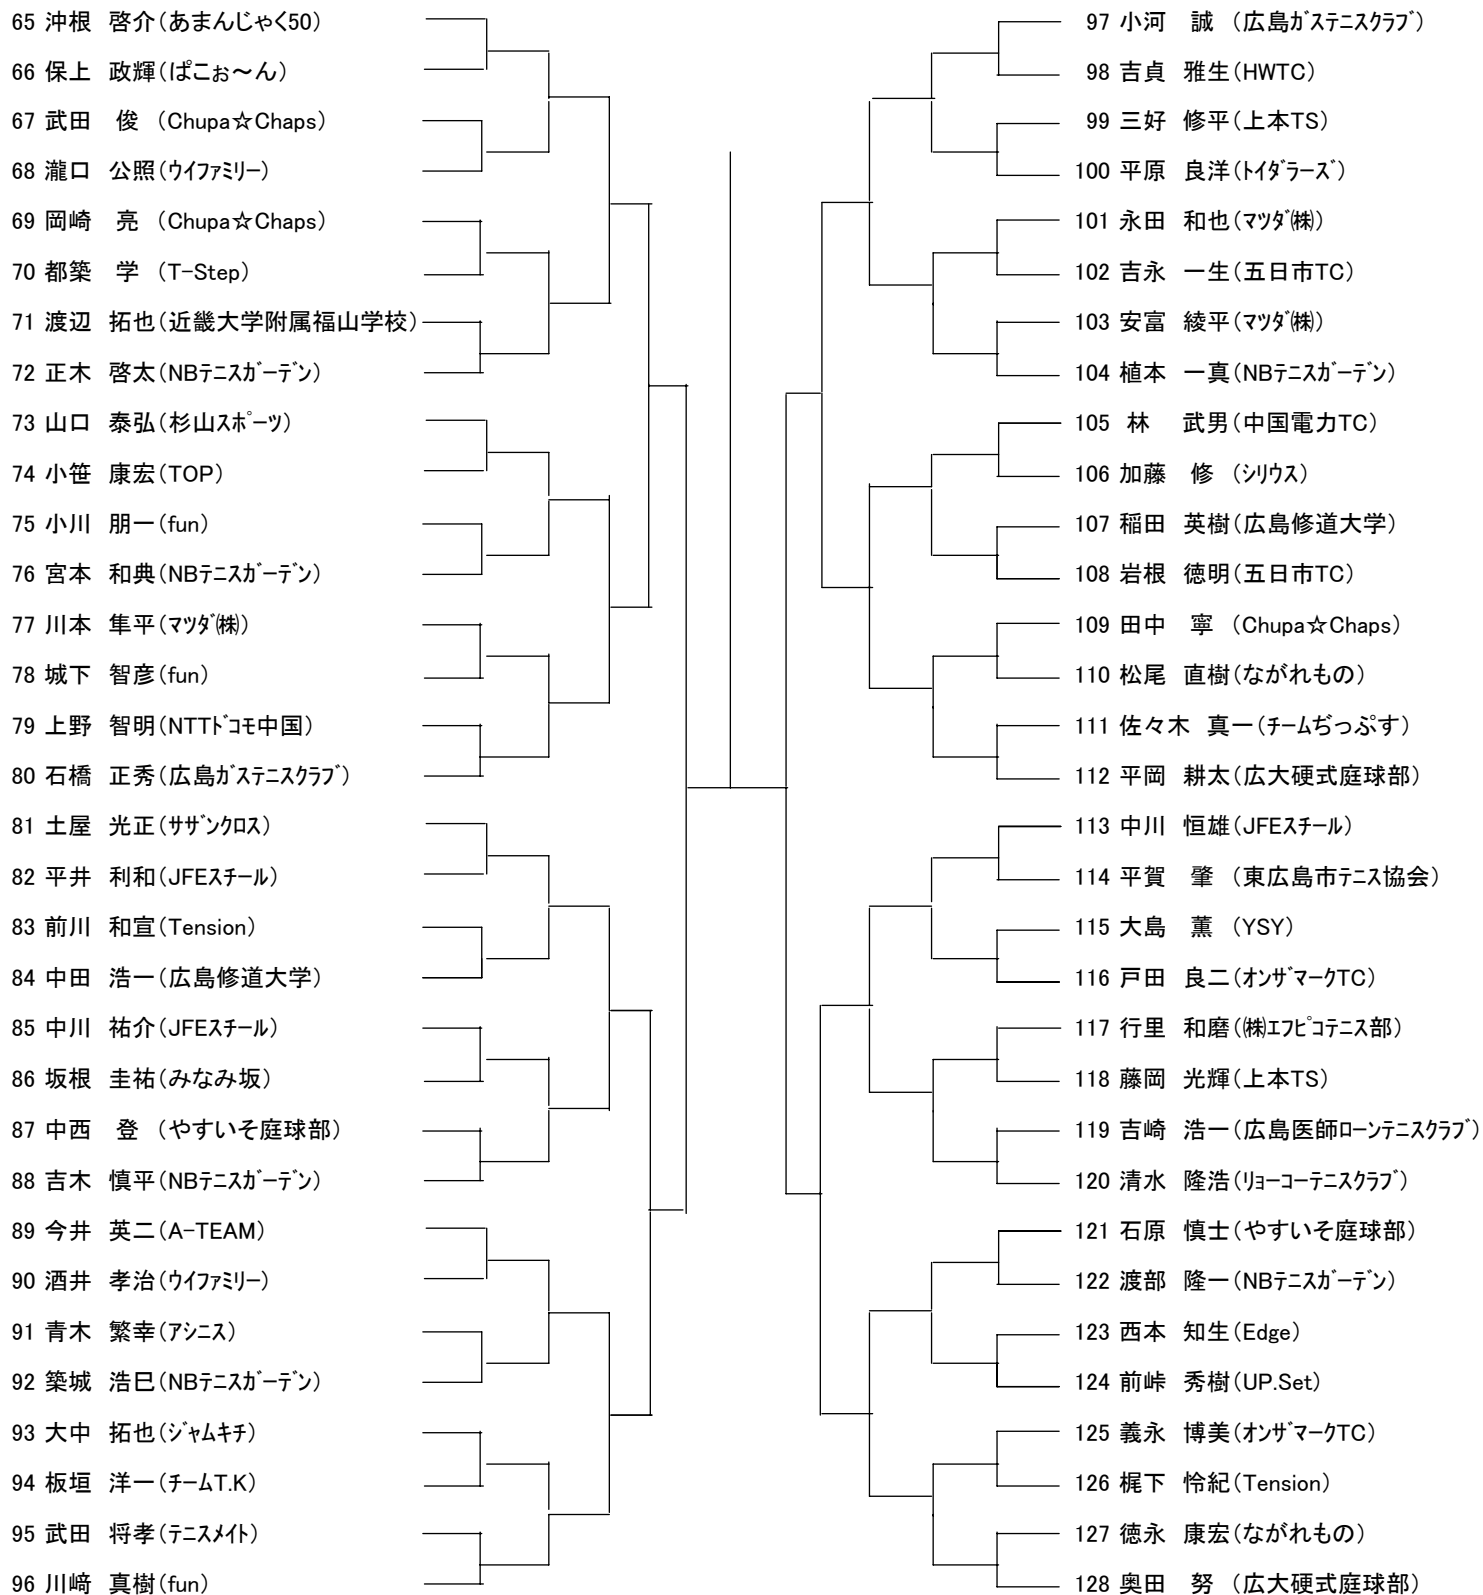 65 沖根 啓介(あまんじゃく50)
66 保上 政輝(ぱこぉ~ん)
67 武田 俊 (Chupa☆Chaps)
68 瀧口 公照(ウイファミリー)
69 岡崎 亮 (Chupa☆Chaps)
70 都築 学 (T-Step)
71 渡辺 拓也(近畿大学附属福山学校)
72 正木 啓太(NBテニスガーデン)
73 山口 泰弘(杉山スポーツ)
74 小笹 康宏(TOP)
75 小川 朋一(fun)
76 宮本 和典(NBテニスガーデン)
77 川本 隼平(マツダ㈱)
78 城下 智彦(fun)
79 上野 智明(NTTドコモ中国)
80 石橋 正秀(広島ガステニスクラブ)
81 土屋 光正(サザンクロス)
82 平井 利和(JFEスチール)
83 前川 和宣(Tension)
84 中田 浩一(広島修道大学)
85 中川 祐介(JFEスチール)
86 坂根 圭祐(みなみ坂)
87 中西 登 (やすいそ庭球部)
88 吉木 慎平(NBテニスガーデン)
89 今井 英二(A-TEAM)
90 酒井 孝治(ウイファミリー)
91 青木 繁幸(アシニス)
92 築城 浩巳(NBテニスガーデン)
93 大中 拓也(ジャムキチ)
94 板垣 洋一(チームT.K)
95 武田 将孝(テニスメイト)
96 川﨑 真樹(fun)
97 小河 誠 (広島ガステニスクラブ)
98 吉貞 雅生(HWTC)
99 三好 修平(上本TS)
100 平原 良洋(トイダラーズ)
101 永田 和也(マツダ㈱)
102 吉永 一生(五日市TC)
103 安富 綾平(マツダ㈱)
104 植本 一真(NBテニスガーデン)
105 林 武男(中国電力TC)
106 加藤 修 (シリウス)
107 稲田 英樹(広島修道大学)
108 岩根 徳明(五日市TC)
109 田中 寧 (Chupa☆Chaps)
110 松尾 直樹(ながれもの)
111 佐々木 真一(チームぢっぷす)
112 平岡 耕太(広大硬式庭球部)
113 中川 恒雄(JFEスチール)
114 平賀 肇 (東広島市テニス協会)
115 大島 薫 (YSY)
116 戸田 良二(オンザマークTC)
117 行里 和磨(㈱エフピコテニス部)
118 藤岡 光輝(上本TS)
119 吉崎 浩一(広島医師ローンテニスクラブ)
120 清水 隆浩(リョーコーテニスクラブ)
121 石原 慎士(やすいそ庭球部)
122 渡部 隆一(NBテニスガーデン)
123 西本 知生(Edge)
124 前峠 秀樹(UP.Set)
125 義永 博美(オンザマークTC)
126 梶下 怜紀(Tension)
127 徳永 康宏(ながれもの)
128 奥田 努 (広大硬式庭球部)